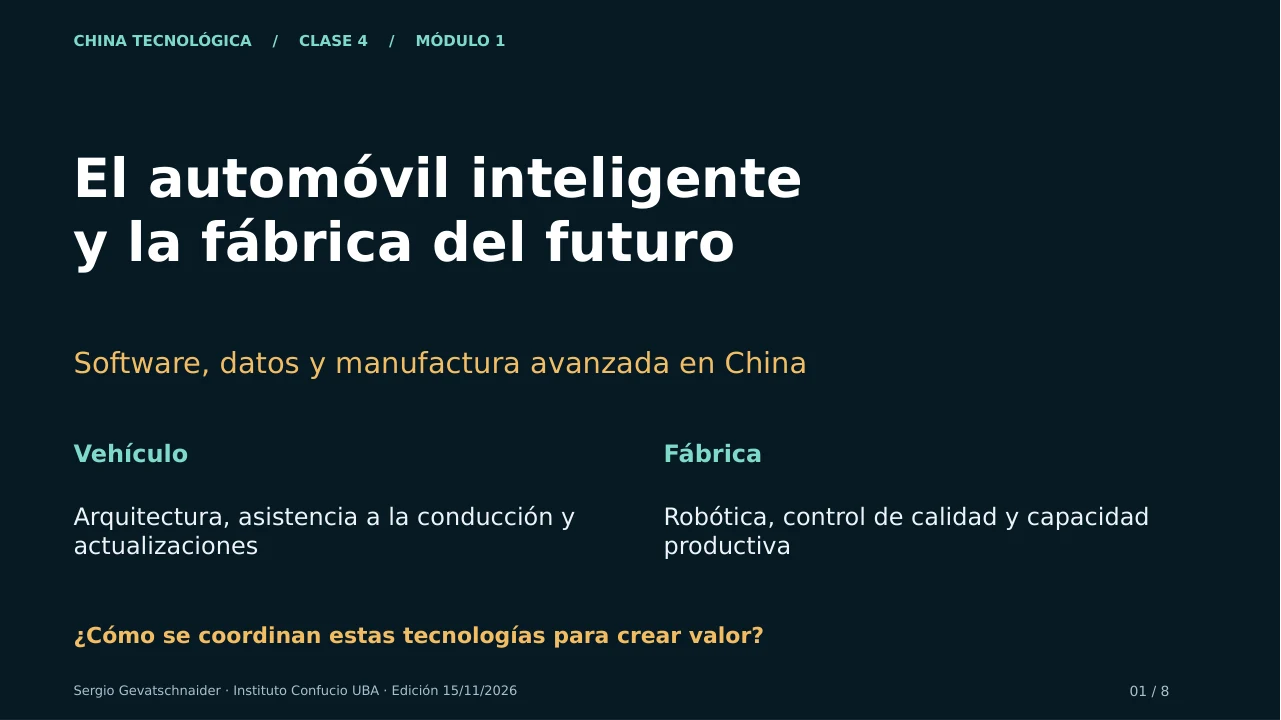 CHINA TECNOLÓGICA / CLASE 4 / MÓDULO 1
El automóvil inteligente
y la fábrica del futuro
Software, datos y manufactura avanzada en China
Vehículo
Arquitectura, asistencia a la conducción y
actualizaciones
Fábrica
Robótica, control de calidad y capacidad
productiva
¿Cómo se coordinan estas tecnologías para crear valor?
Sergio Gevatschnaider · Instituto Confucio UBA · Edición 15/11/2026
01 / 8